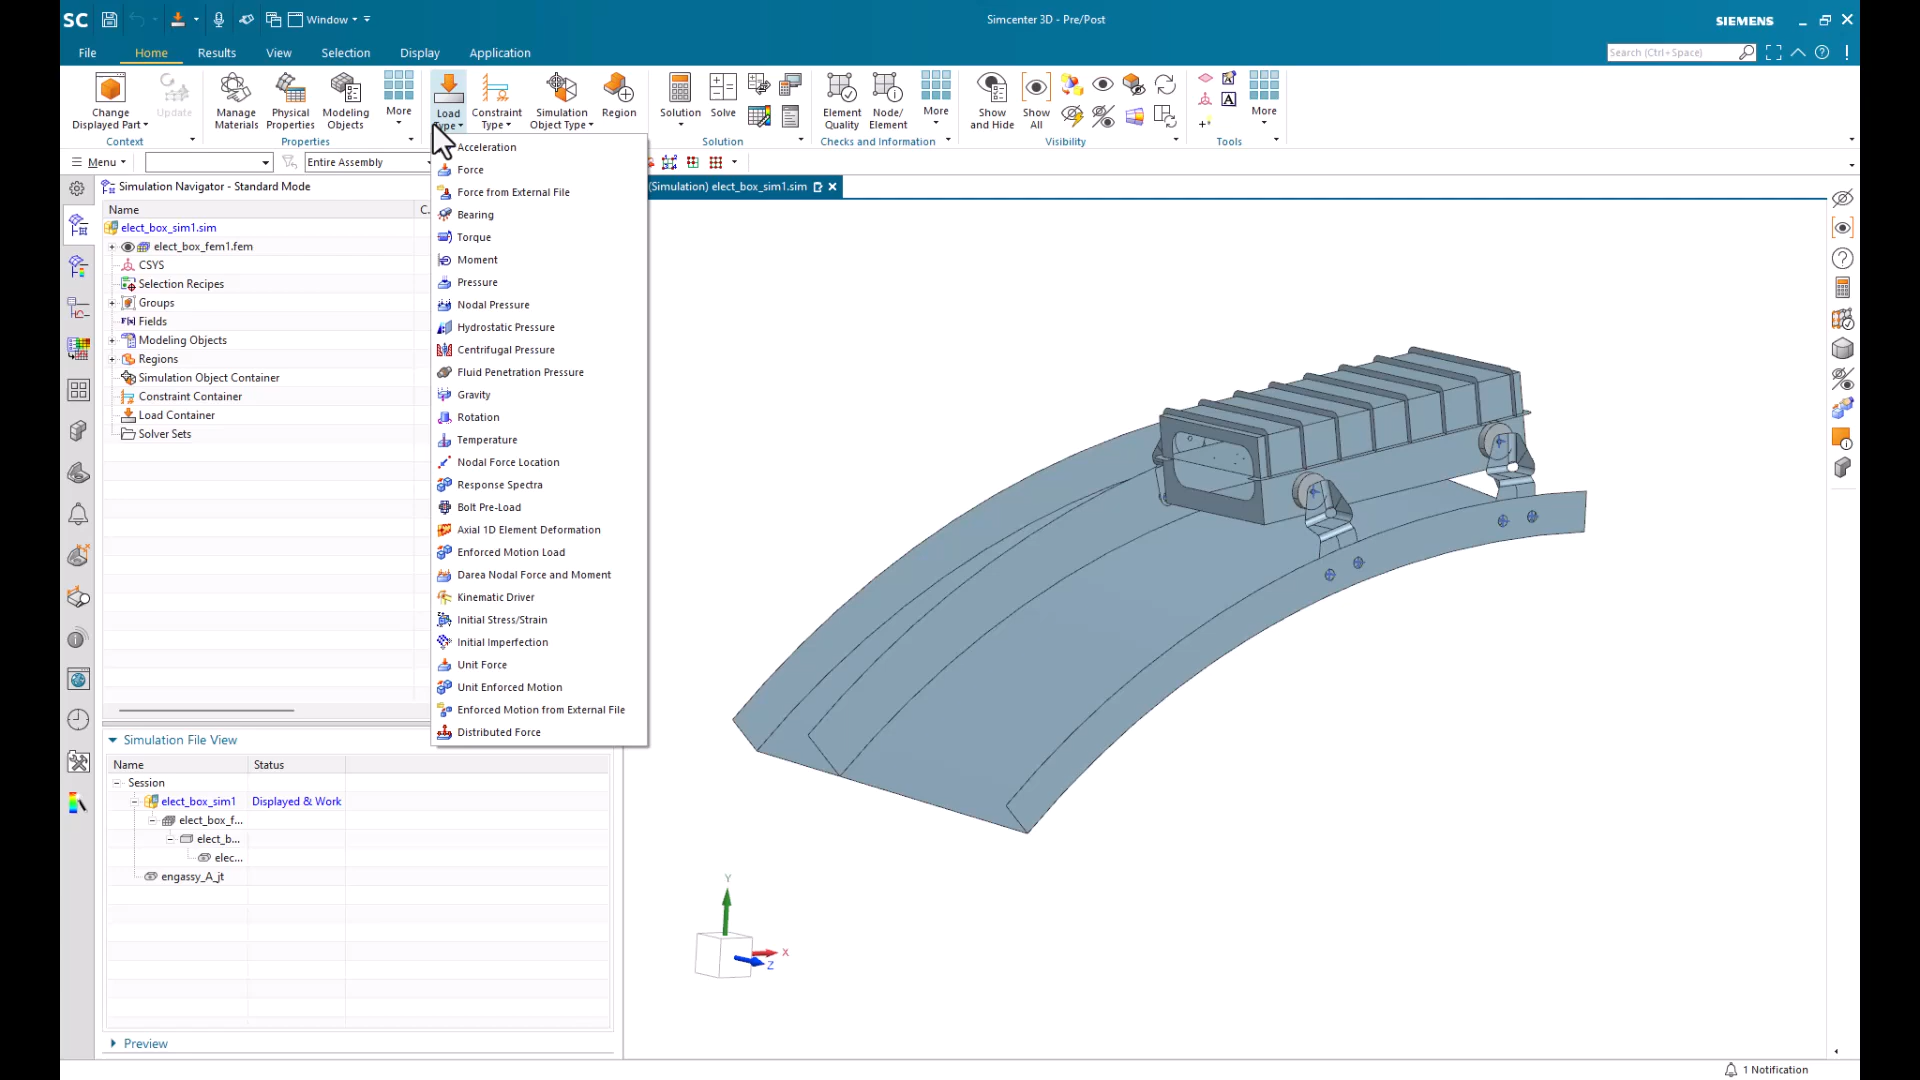 SC Window Simcenter 3D - Pre/Post SIEMENS
File Home Results View Selection Display Application Search (Ctrl+Space)
Change Displayed Part
Update
Context
Manage Materials
Physical Properties
Modeling Objects
More
Properties
Load Type
Constraint Type
Simulation Object Type
Region
Solution
Solve
Solution
Element Quality
Node/ Element
More
Checks and Information
Show and Hide
Show All
Visibility
More
Tools
Menu Entire Assembly
Simulation Navigator - Standard Mode
(Simulation) elect_box_sim1.sim
Name C.
elect_box_sim1.sim
elect_box_fem1.fem
CSYS
Selection Recipes
Groups
Fields
Modeling Objects
Regions
Simulation Object Container
Constraint Container
Load Container
Solver Sets
Acceleration
Force
Force from External File
Bearing
Torque
Moment
Pressure
Nodal Pressure
Hydrostatic Pressure
Centrifugal Pressure
Fluid Penetration Pressure
Gravity
Rotation
Temperature
Nodal Force Location
Response Spectra
Bolt Pre-Load
Axial 1D Element Deformation
Enforced Motion Load
Darea Nodal Force and Moment
Kinematic Driver
Initial Stress/Strain
Initial Imperfection
Unit Force
Unit Enforced Motion
Enforced Motion from External File
Distributed Force
Simulation File View
Name Status
Session
elect_box_sim1 Displayed & Work
elect_box_f...
elect_b...
elec...
engassy_A_jt
Preview
Y
X
Z
1 Notification